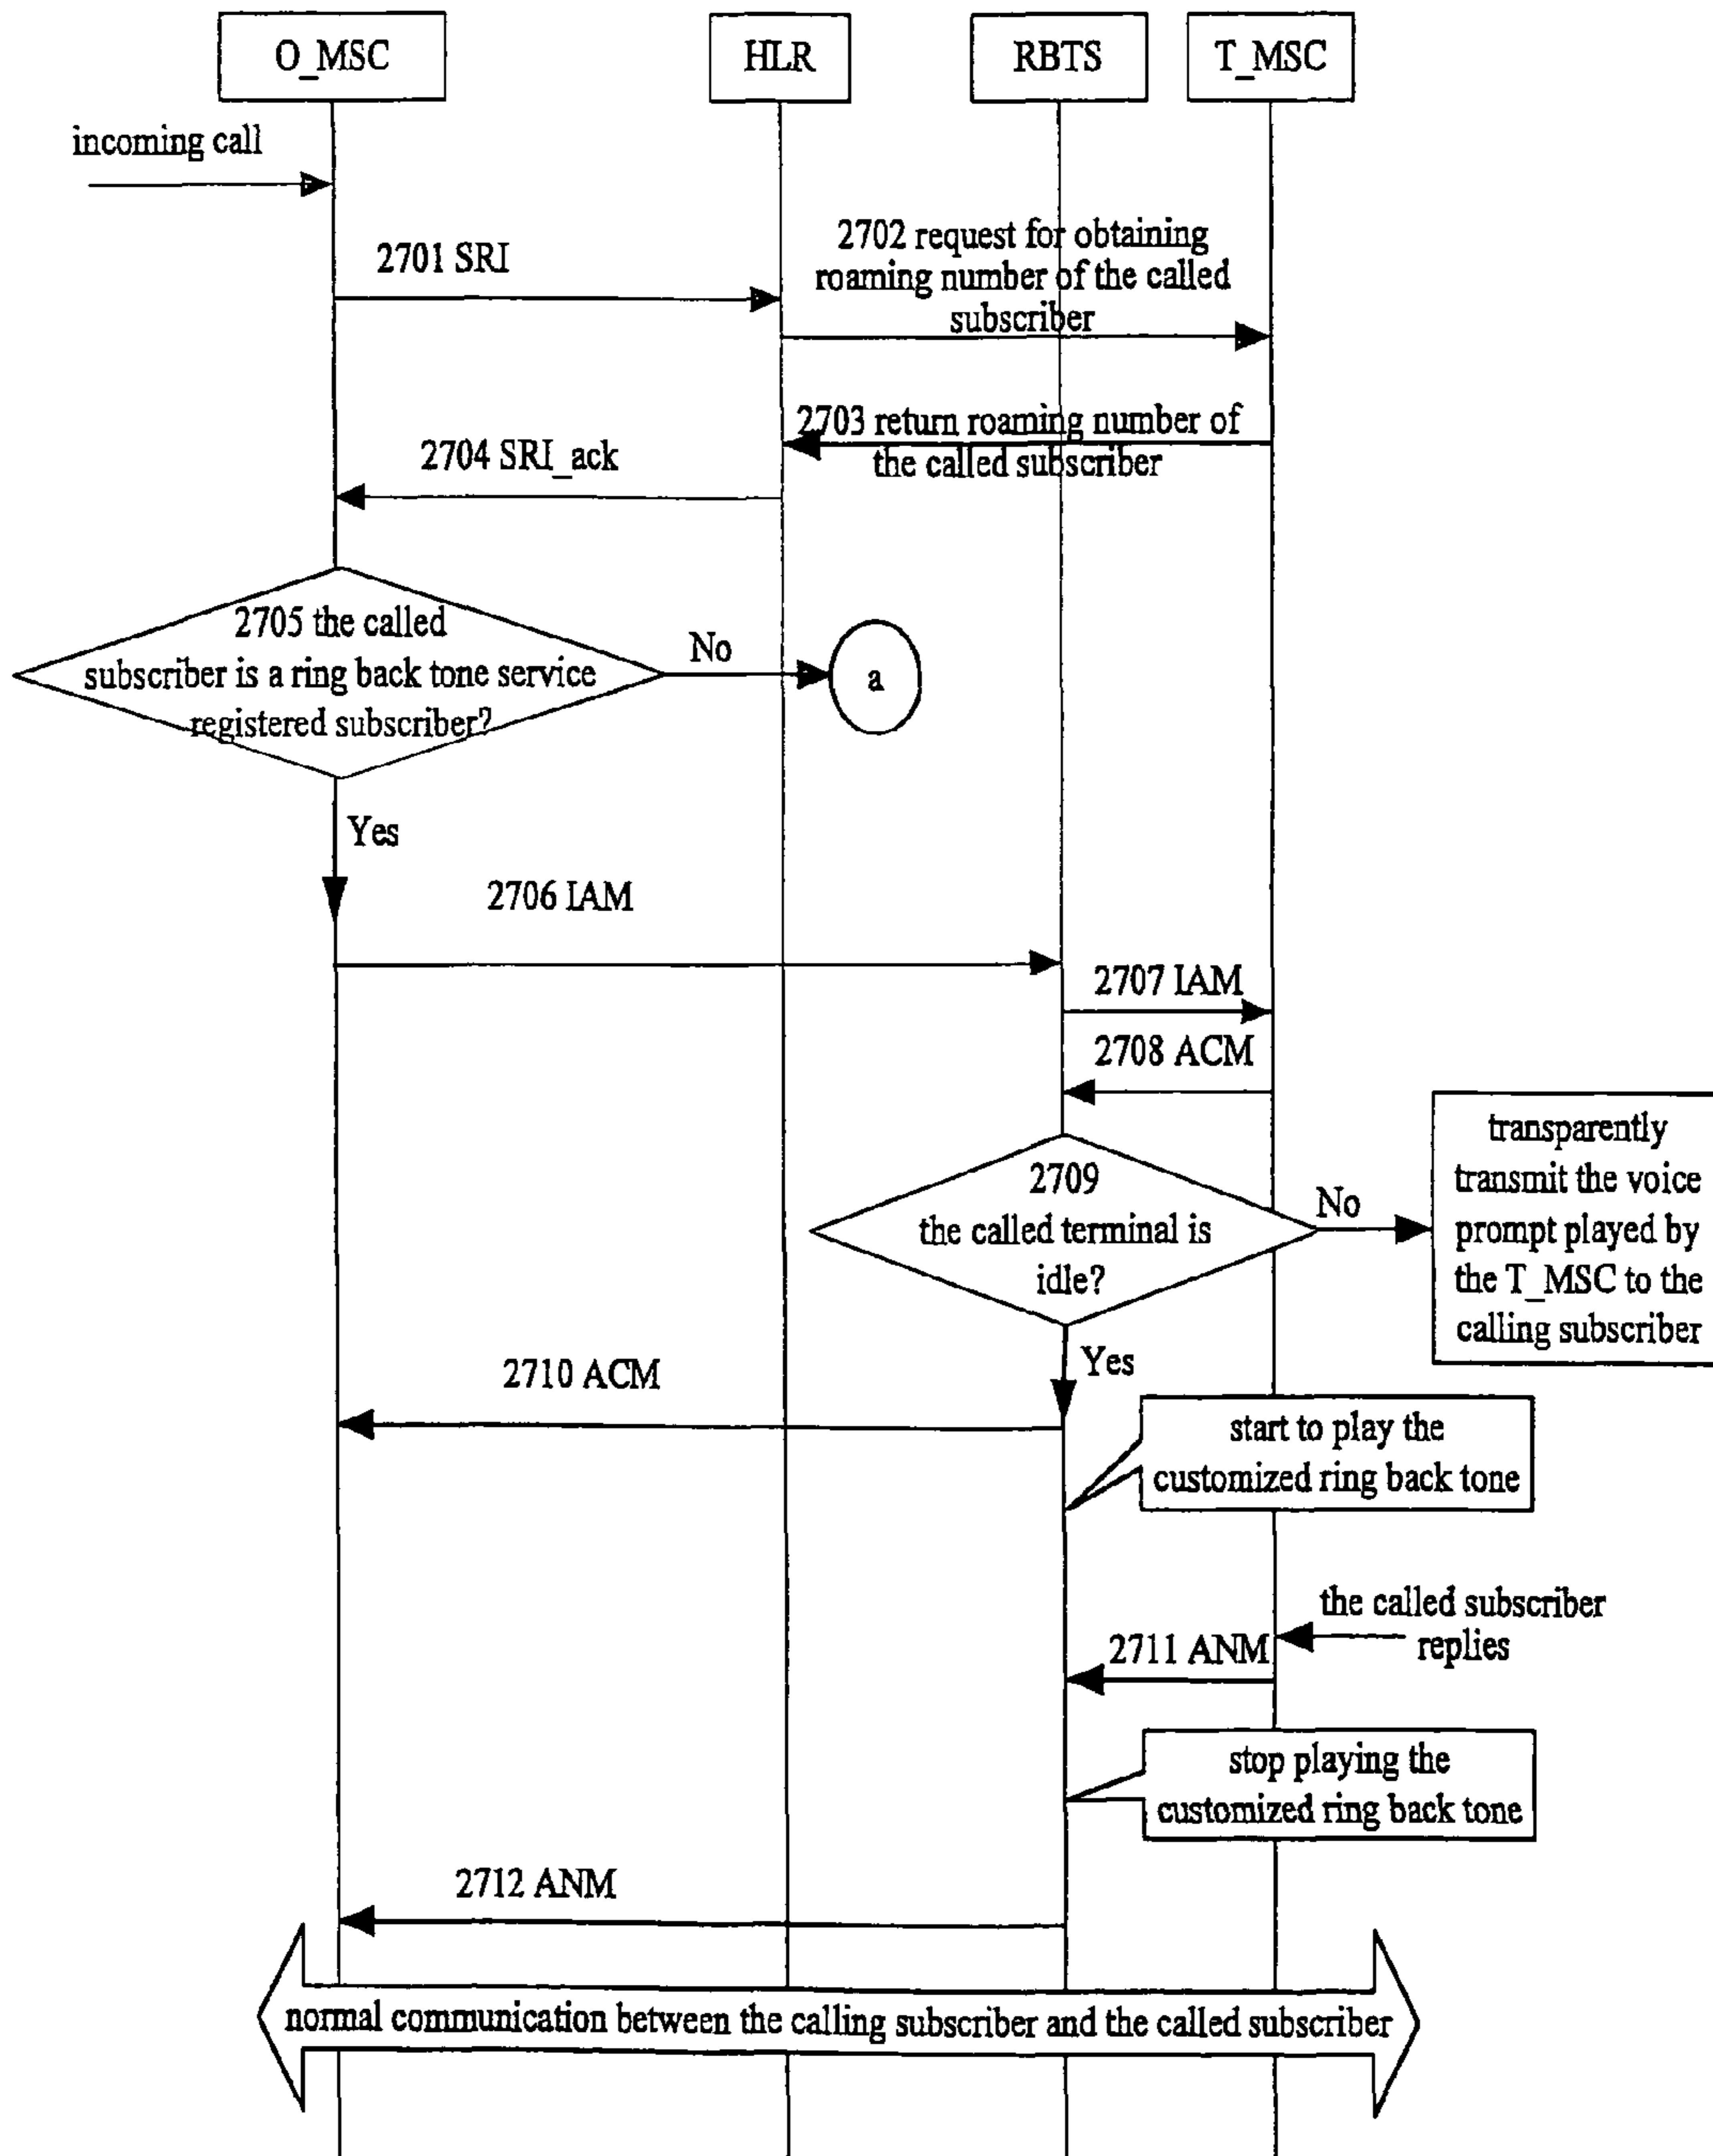 O_MSC
HLR
RBTS
T_MSC
incoming call
2701 SRI
2702 request for obtaining
roaming number of the called
subscriber
2703 return roaming number of
the called subscriber
2704 SRI_ack
2705 the called
subscriber is a ring back tone service
registered subscriber?
No
a
Yes
2706 IAM
2707 IAM
2708 ACM
2709
the called terminal is
idle?
No
transparently
transmit the voice
prompt played by
the T_MSC to the
calling subscriber
Yes
2710 ACM
start to play the
customized ring back tone
the called subscriber
replies
2711 ANM
stop playing the
customized ring back tone
2712 ANM
normal communication between the calling subscriber and the called subscriber